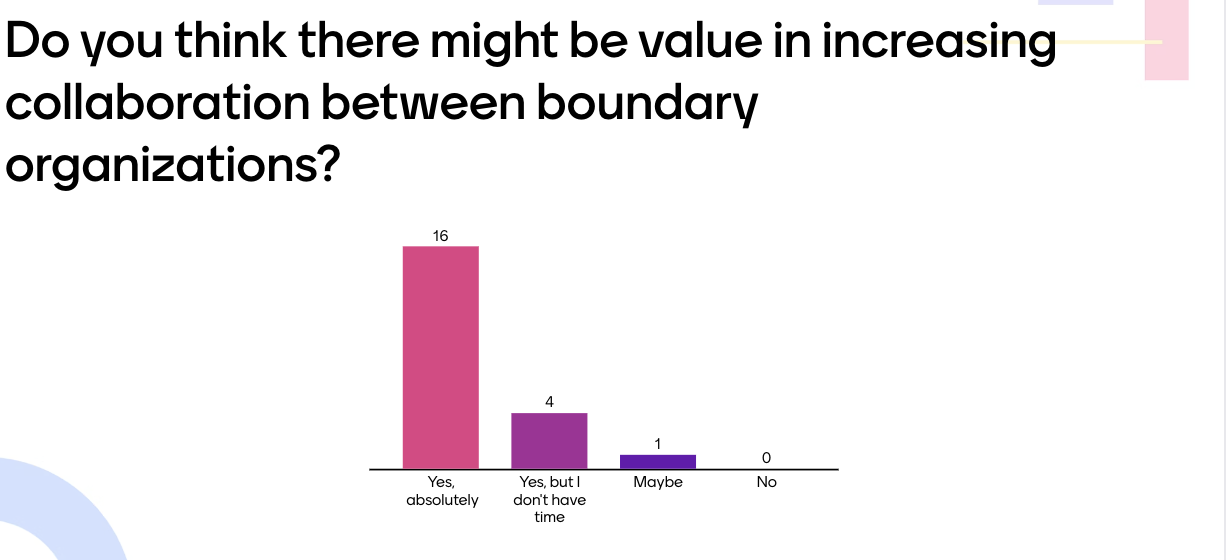 Do you think there might be value in increasing
collaboration between boundary
organizations?
16
4
1
0
Yes,
absolutely
Yes, but I
don't have
time
Maybe
No